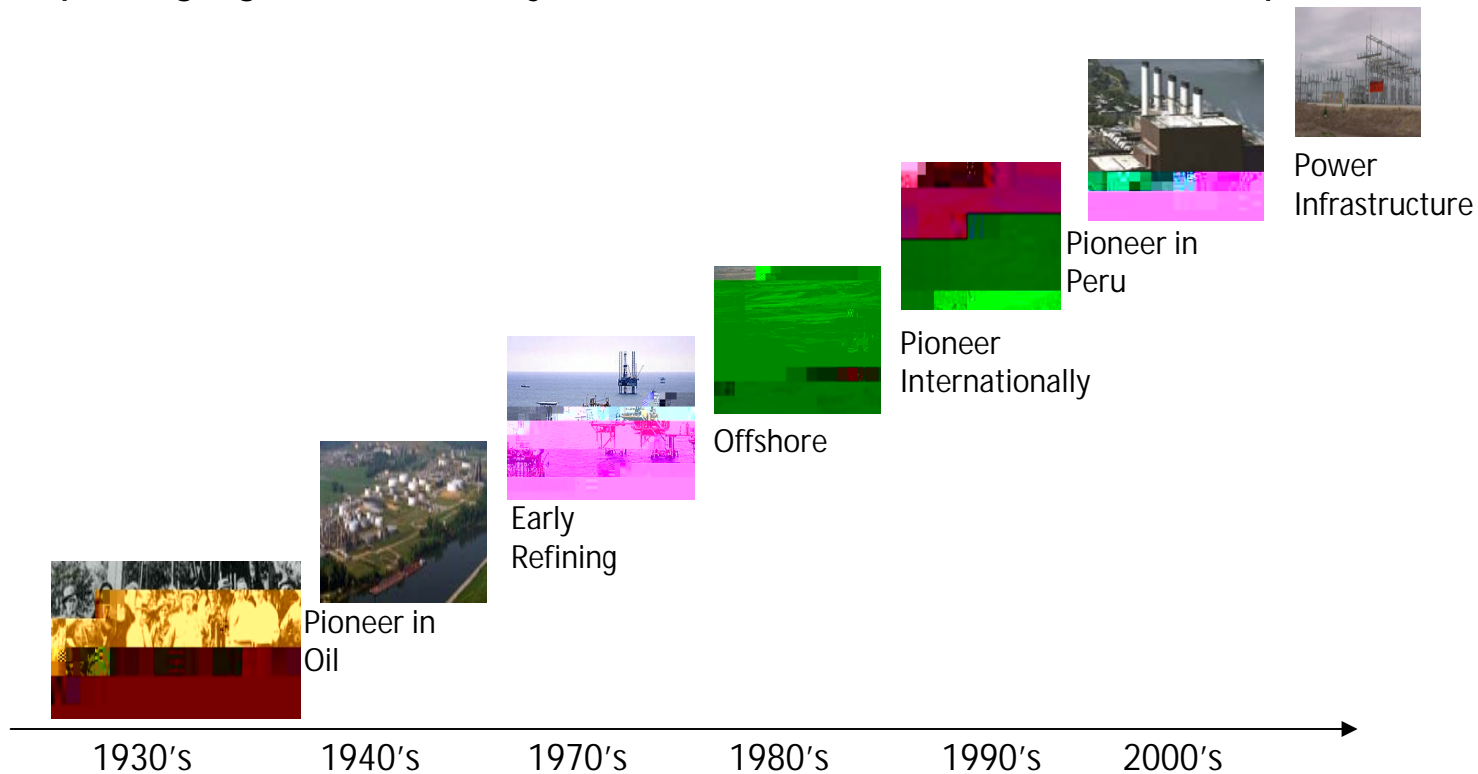 Power
Infrastructure
Pioneer in
Peru
Pioneer
Internationally
Offshore
Early
Refining
Pioneer in
Oil
1930's
1940's
1970's
1980's
1990's
2000's